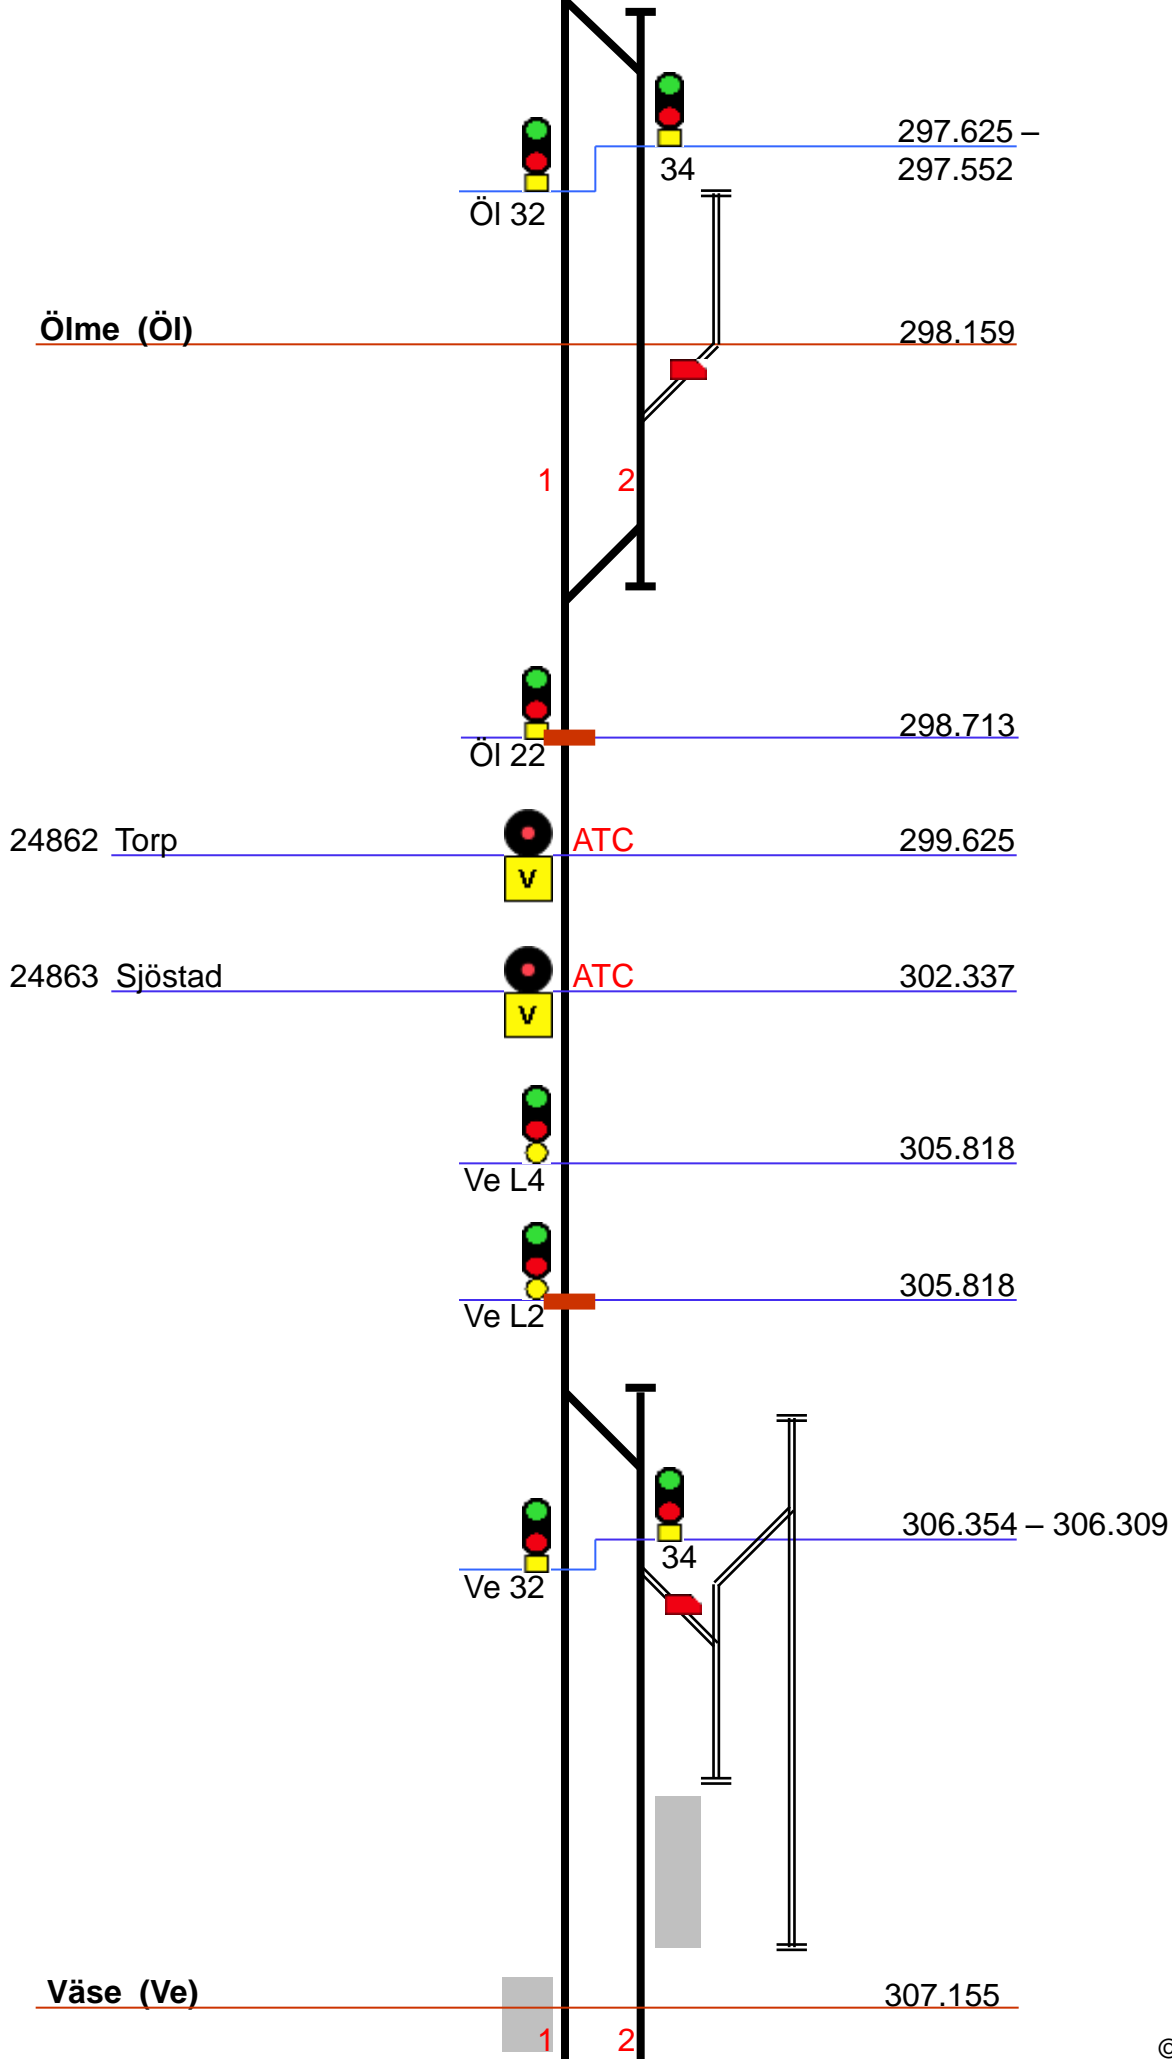 297.625 –
34 297.552
Öl 32
Ölme (Öl) 298.159
1 2
298.713
Öl 22
24862 Torp ATC 299.625
V
24863 Sjöstad ATC 302.337
V
305.818
Ve L4
305.818
Ve L2
306.354 – 306.309
34
Ve 32
Väse (Ve) 307.155
1 2
©